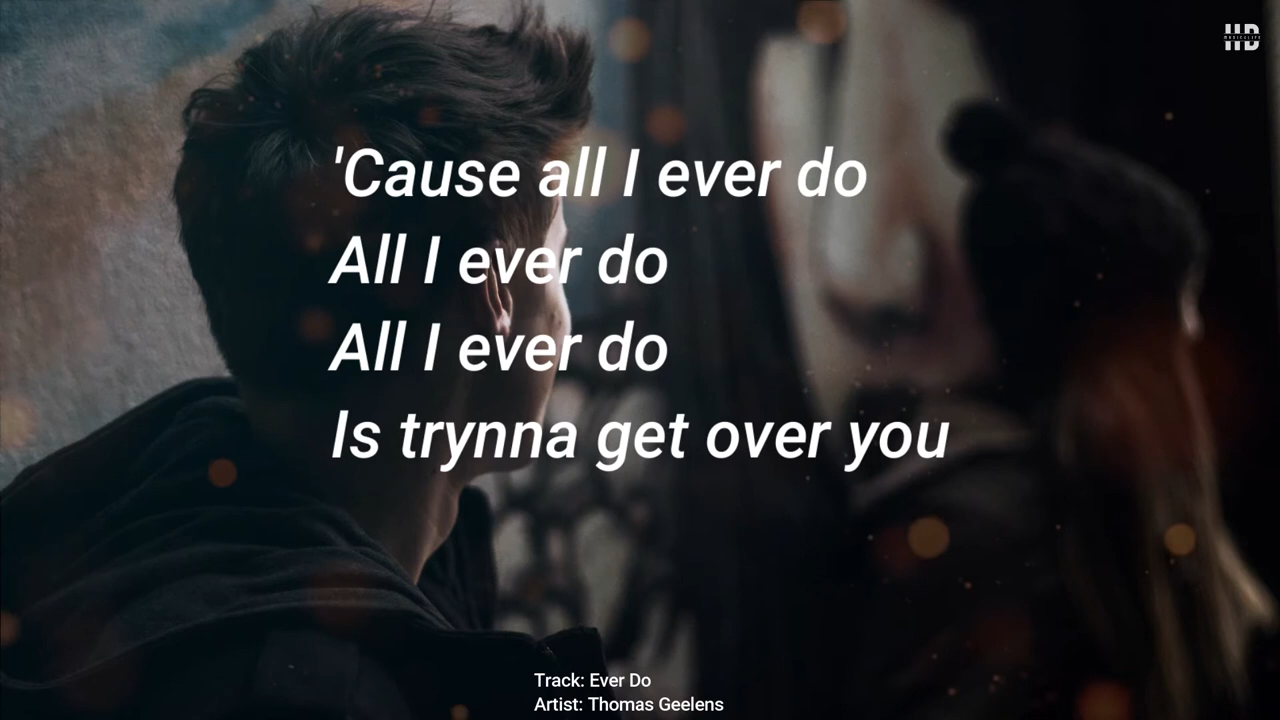 HD
'Cause all I ever do
All I ever do
All I ever do
Is trynna get over you
Track: Ever Do
Artist: Thomas Geelens